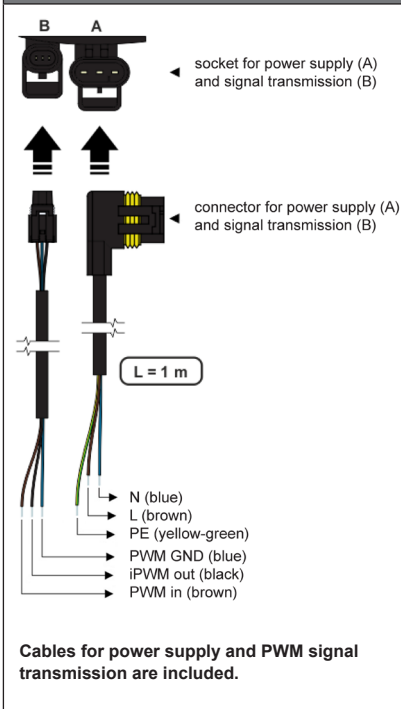 B A
socket for power supply (A)
and signal transmission (B)
connector for power supply (A)
and signal transmission (B)
L = 1 m
N (blue)
L (brown)
PE (yellow-green)
PWM GND (blue)
iPWM out (black)
PWM in (brown)
Cables for power supply and PWM signal
transmission are included.